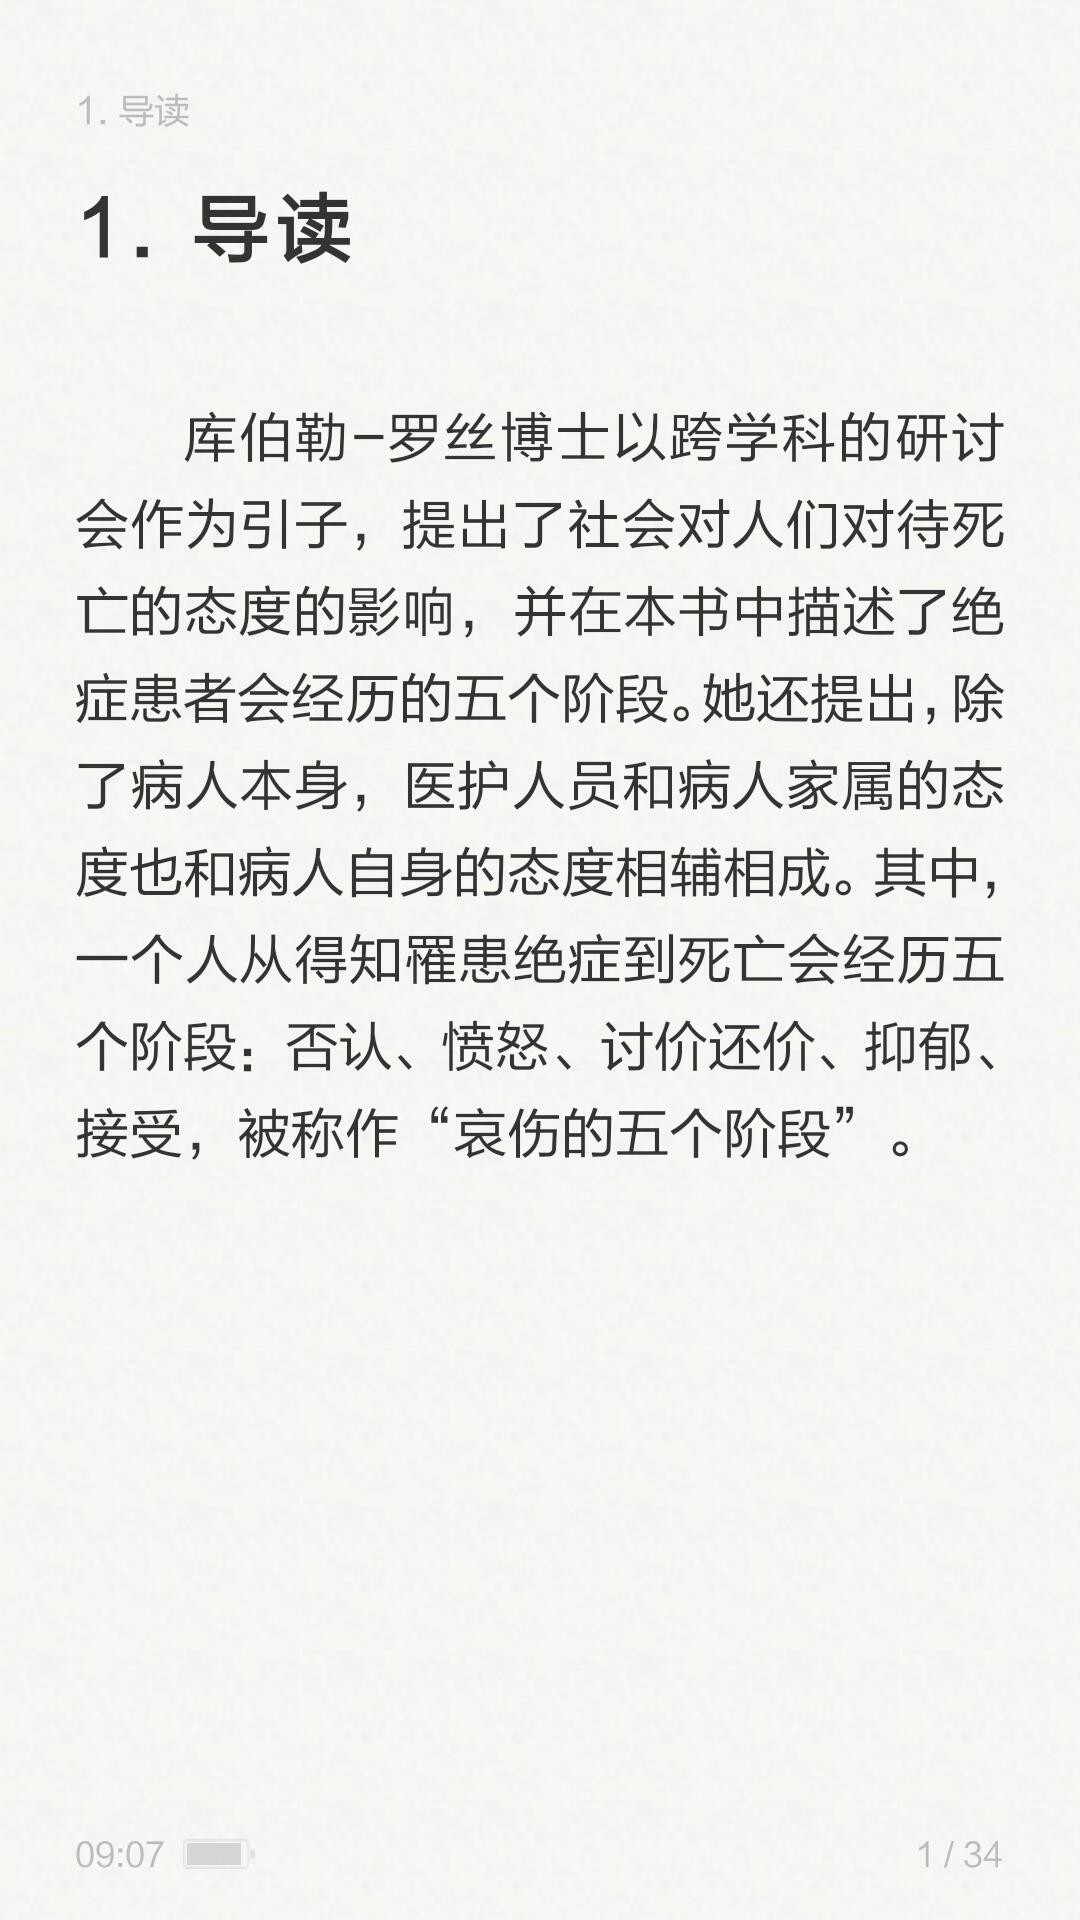 1. 导读
1. 导读
库伯勒-罗丝博士以跨学科的研讨
会作为引子，提出了社会对人们对待死
亡的态度的影响，并在本书中描述了绝
症患者会经历的五个阶段。她还提出，除
了病人本身，医护人员和病人家属的态
度也和病人自身的态度相辅相成。其中，
一个人从得知罹患绝症到死亡会经历五
个阶段：否认、愤怒、讨价还价、抑郁、
接受，被称作“哀伤的五个阶段”。
09:07
1 / 34